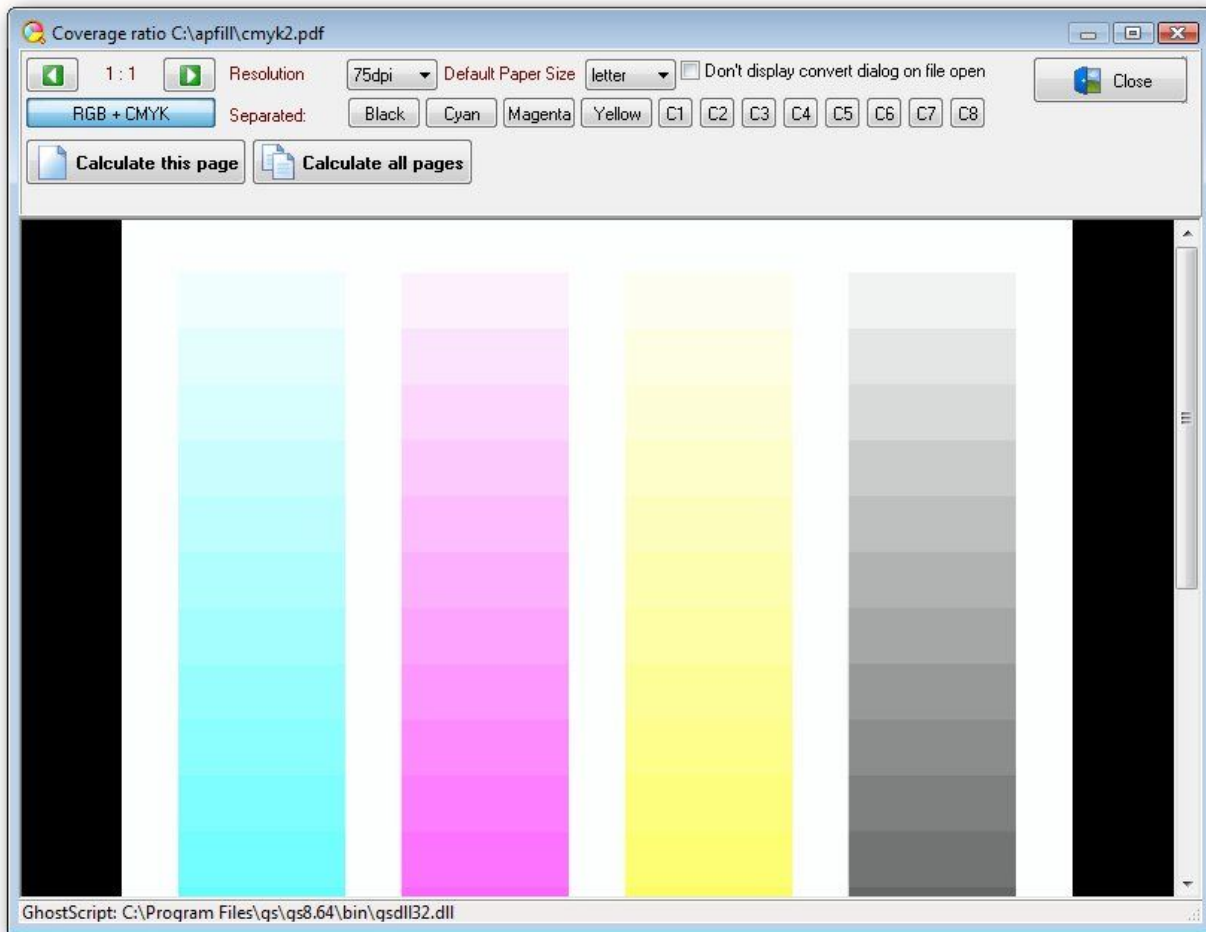 Coverage ratio C:\apfill\cmyk2.pdf
1 : 1 Resolution 75dpi Default Paper Size letter Don't display convert dialog on file open Close
RGB + CMYK Separated: Black Cyan Magenta Yellow C1 C2 C3 C4 C5 C6 C7 C8
Calculate this page Calculate all pages
GhostScript: C:\Program Files\gs\gs8.64\bin\gsdll32.dll